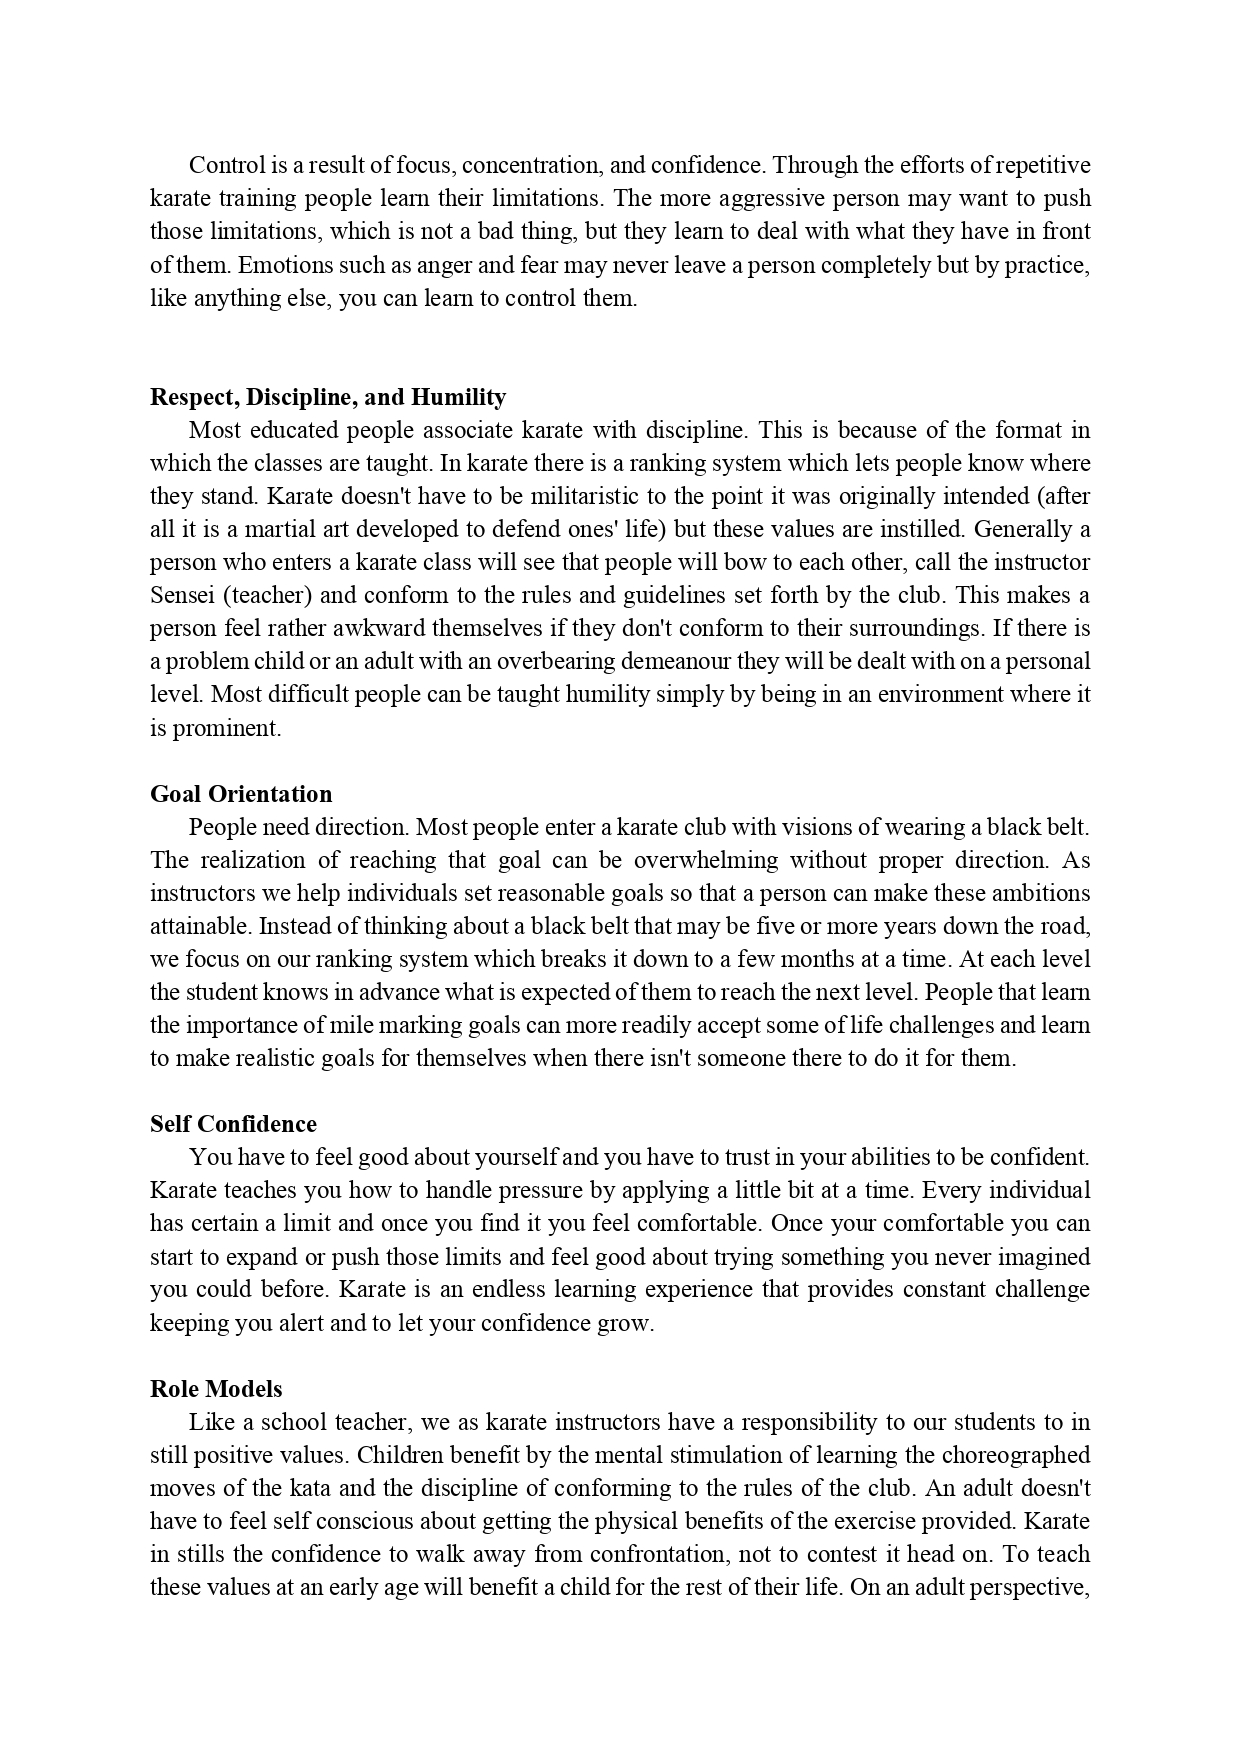 Control is a result of focus, concentration, and confidence. Through the efforts of repetitive
karate training people learn their limitations. The more aggressive person may want to push
those limitations, which is not a bad thing, but they learn to deal with what they have in front
of them. Emotions such as anger and fear may never leave a person completely but by practice,
like anything else, you can learn to control them.
Respect, Discipline, and Humility
Most educated people associate karate with discipline. This is because of the format in
which the classes are taught. In karate there is a ranking system which lets people know where
they stand. Karate doesn't have to be militaristic to the point it was originally intended (after
all it is a martial art developed to defend ones' life) but these values are instilled. Generally a
person who enters a karate class will see that people will bow to each other, call the instructor
Sensei (teacher) and conform to the rules and guidelines set forth by the club. This makes a
person feel rather awkward themselves if they don't conform to their surroundings. If there is
a problem child or an adult with an overbearing demeanour they will be dealt with on a personal
level. Most difficult people can be taught humility simply by being in an environment where it
is prominent.
Goal Orientation
People need direction. Most people enter a karate club with visions of wearing a black belt.
The realization of reaching that goal can be overwhelming without proper direction. As
instructors we help individuals set reasonable goals so that a person can make these ambitions
attainable. Instead of thinking about a black belt that may be five or more years down the road,
we focus on our ranking system which breaks it down to a few months at a time. At each level
the student knows in advance what is expected of them to reach the next level. People that learn
the importance of mile marking goals can more readily accept some of life challenges and learn
to make realistic goals for themselves when there isn't someone there to do it for them.
Self Confidence
You have to feel good about yourself and you have to trust in your abilities to be confident.
Karate teaches you how to handle pressure by applying a little bit at a time. Every individual
has certain a limit and once you find it you feel comfortable. Once your comfortable you can
start to expand or push those limits and feel good about trying something you never imagined
you could before. Karate is an endless learning experience that provides constant challenge
keeping you alert and to let your confidence grow.
Role Models
Like a school teacher, we as karate instructors have a responsibility to our students to in
still positive values. Children benefit by the mental stimulation of learning the choreographed
moves of the kata and the discipline of conforming to the rules of the club. An adult doesn't
have to feel self conscious about getting the physical benefits of the exercise provided. Karate
in stills the confidence to walk away from confrontation, not to contest it head on. To teach
these values at an early age will benefit a child for the rest of their life. On an adult perspective,